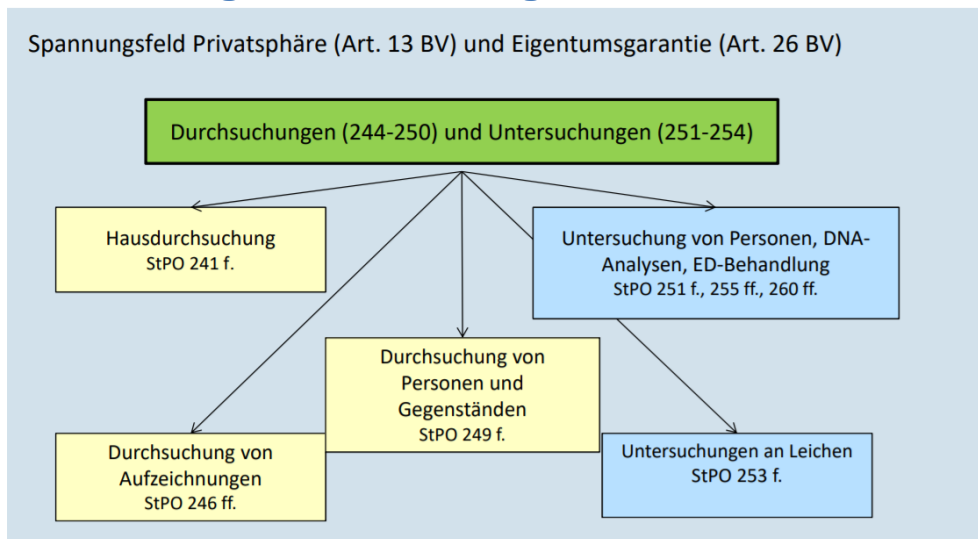 Spannungsfeld Privatsphäre (Art. 13 BV) und Eigentumsgarantie (Art. 26 BV)
Durchsuchungen (244-250) und Untersuchungen (251-254)
Hausdurchsuchung
StPO 241 f.
Untersuchung von Personen, DNA-
Analysen, ED-Behandlung
StPO 251 f., 255 ff., 260 ff.
Durchsuchung von
Personen und
Gegenständen
StPO 249 f.
Durchsuchung von
Aufzeichnungen
StPO 246 ff.
Untersuchungen an Leichen
StPO 253 f.